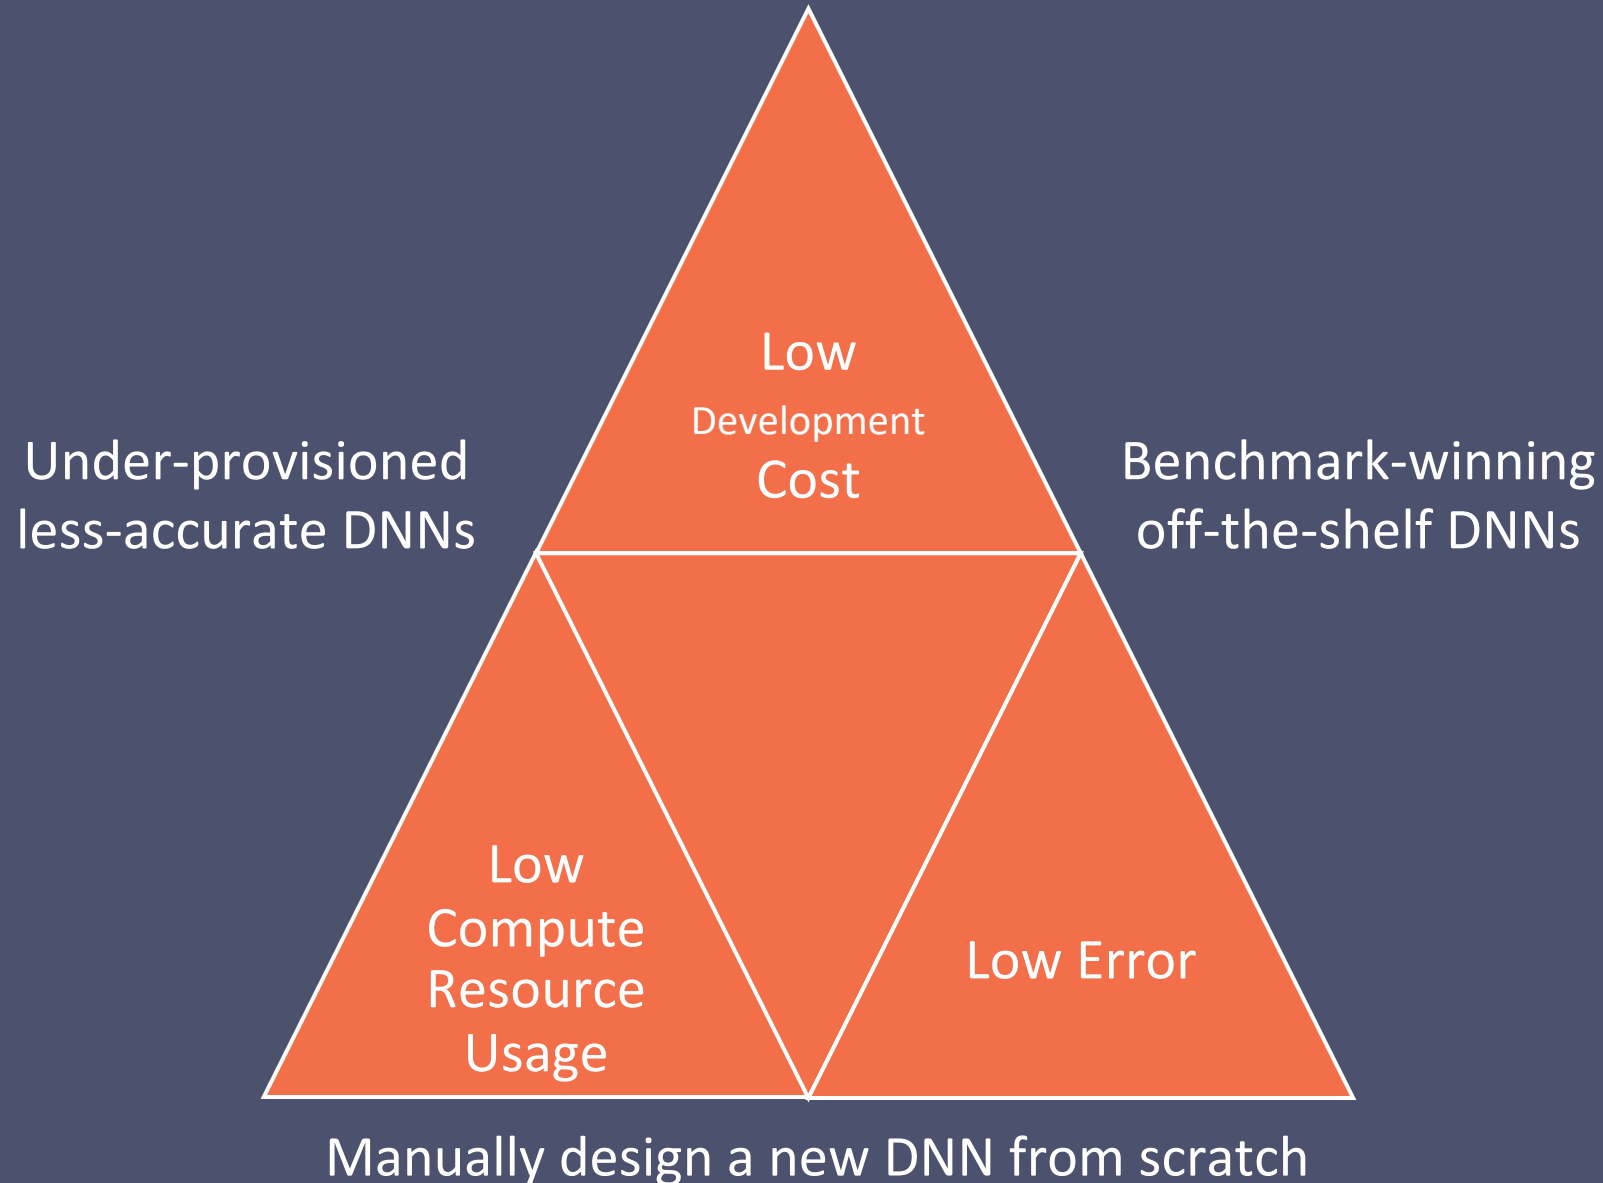 Low
Development
Cost
Under-provisioned
less-accurate DNNs
Benchmark-winning
off-the-shelf DNNs
Low
Compute
Resource
Usage
Low Error
Manually design a new DNN from scratch